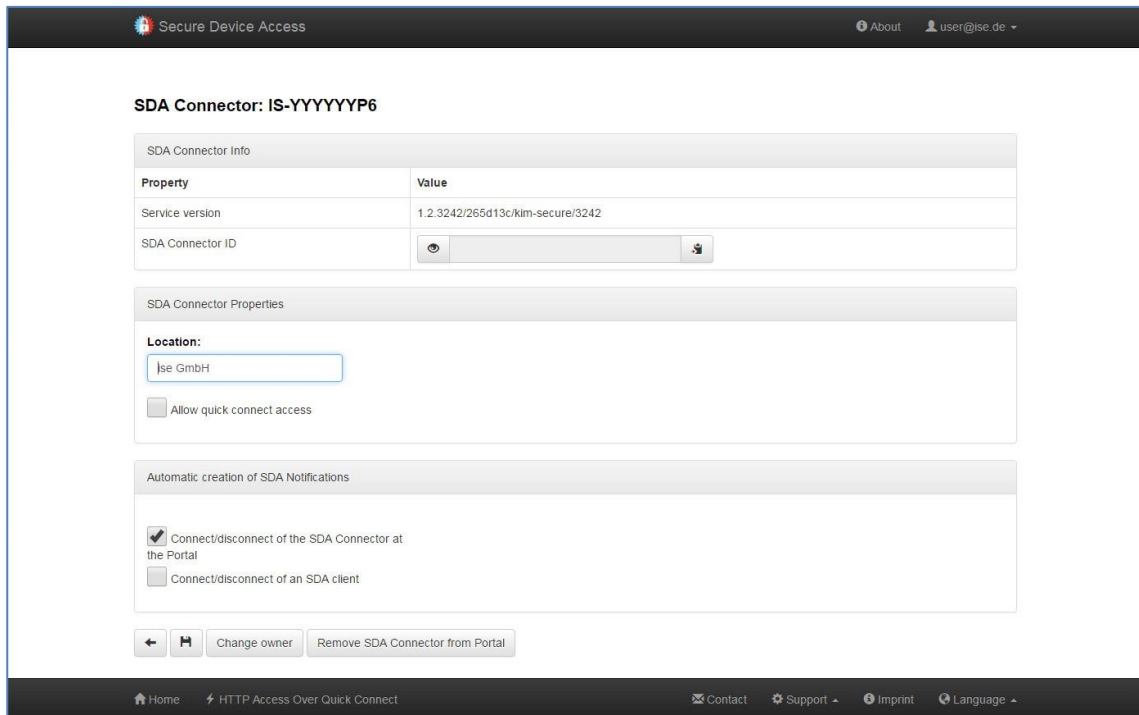 Secure Device Access About user@ise.de
SDA Connector: IS-YYYYYYP6
SDA Connector Info
Property Value
Service version 1.2.3242/265d13c/kim-secure/3242
SDA Connector ID
SDA Connector Properties
Location:
ise GmbH
Allow quick connect access
Automatic creation of SDA Notifications
Connect/disconnect of the SDA Connector at
the Portal
Connect/disconnect of an SDA client
Change owner Remove SDA Connector from Portal
Home HTTP Access Over Quick Connect Contact Support Imprint Language